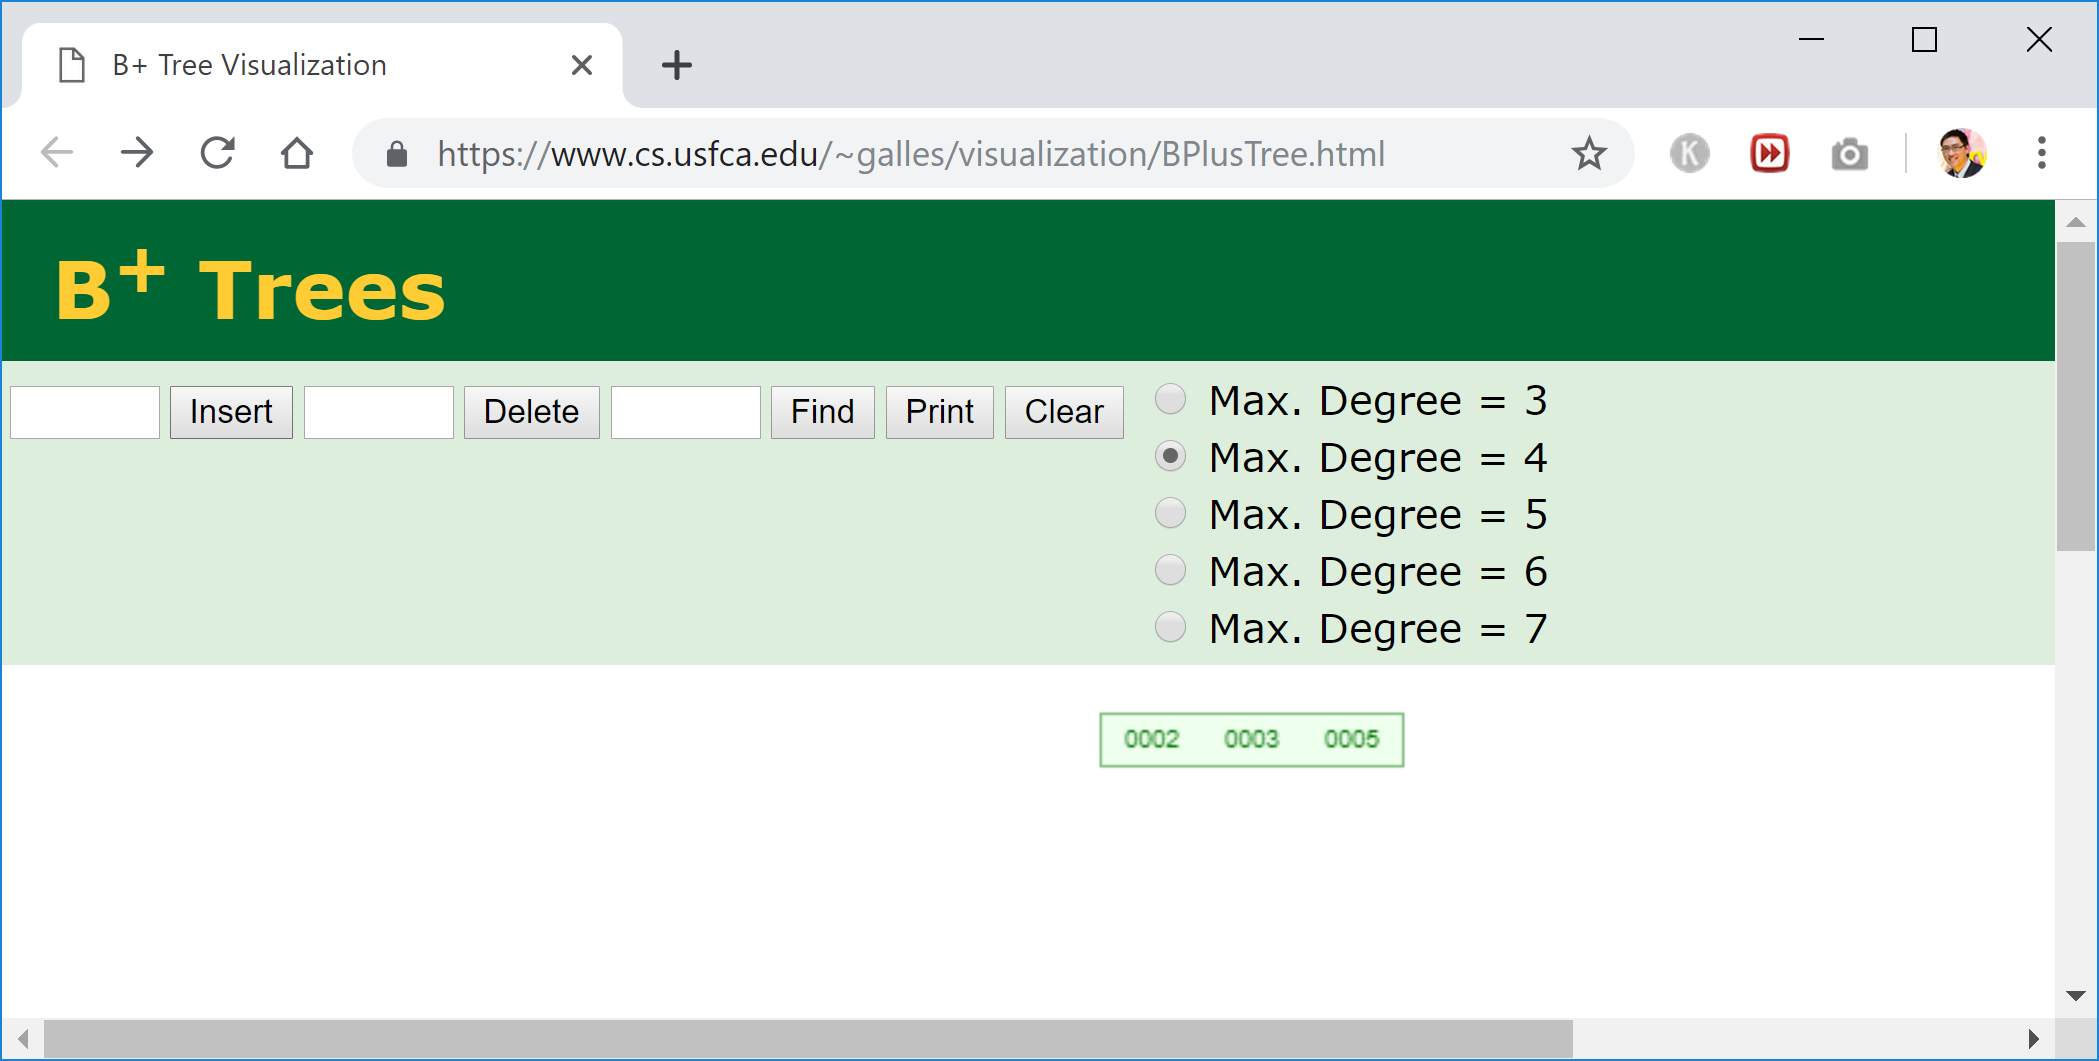 B+ Tree Visualization
https://www.cs.usfca.edu/~galles/visualization/BPlusTree.html
K
B+ Trees
Insert Delete Find Print Clear
Max. Degree = 3
Max. Degree = 4
Max. Degree = 5
Max. Degree = 6
Max. Degree = 7
0002 0003 0005